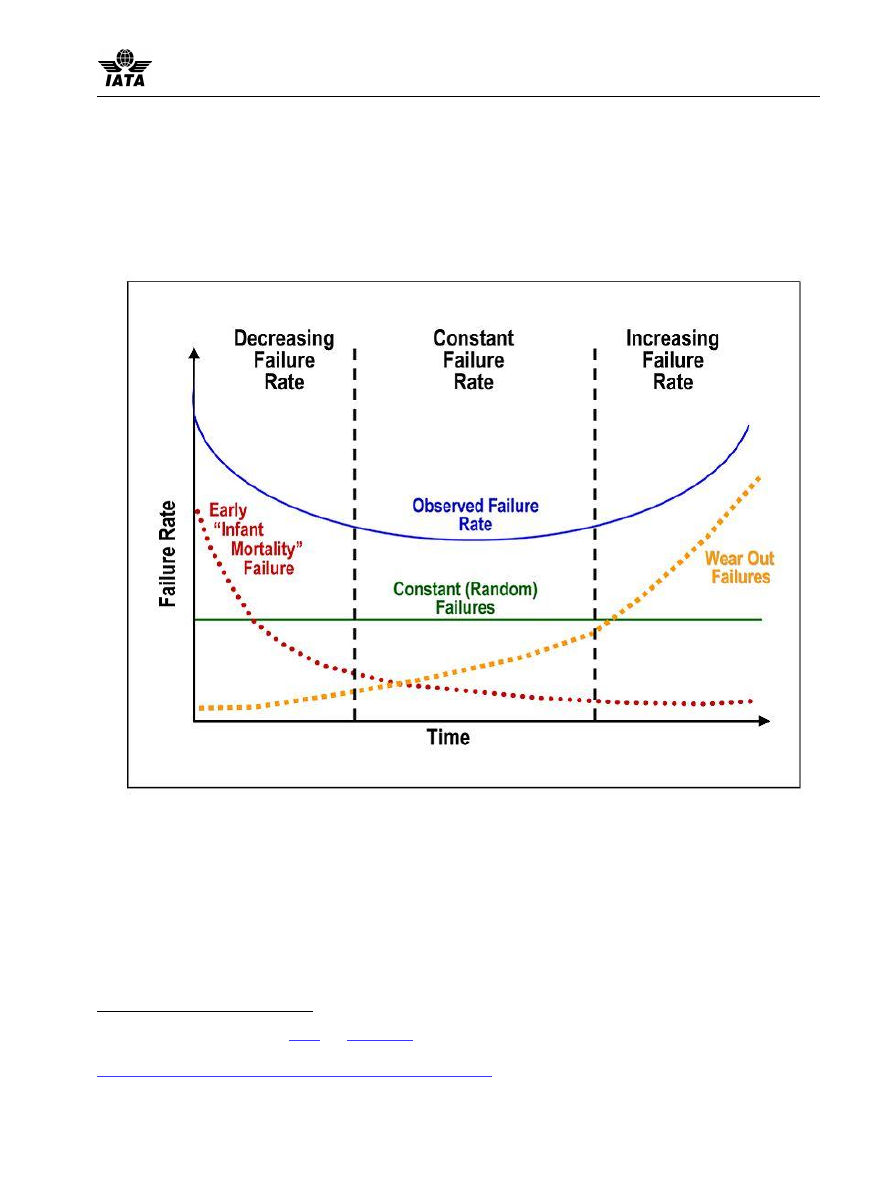 IATA
Decreasing
Failure
Rate
Constant
Failure
Rate
Increasing
Failure
Rate
Failure Rate
Early
“Infant
Mortality”
Failure
Observed Failure
Rate
Constant (Random)
Failures
Wear Out
Failures
Time